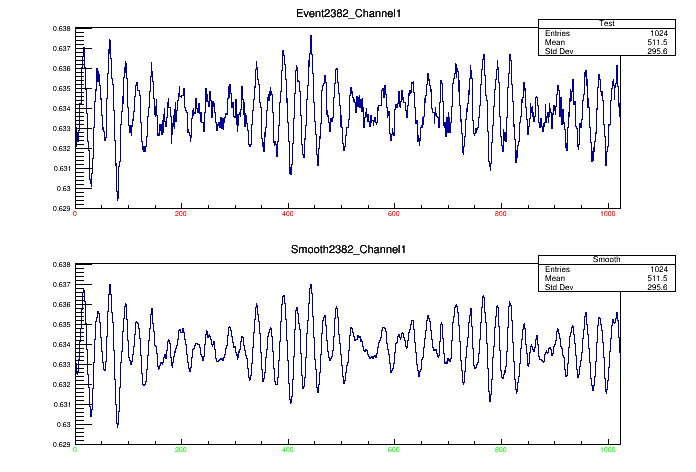 Event2382_Channel1
Test
Entries 1024
Mean 511.5
Std Dev 295.6
0.638
0.637
0.636
0.635
0.634
0.633
0.632
0.631
0.63
0.629
0 200 400 600 800 1000
Smooth2382_Channel1
Smooth
Entries 1024
Mean 511.5
Std Dev 295.6
0.638
0.637
0.636
0.635
0.634
0.633
0.632
0.631
0.63
0.629
0 200 400 600 800 1000